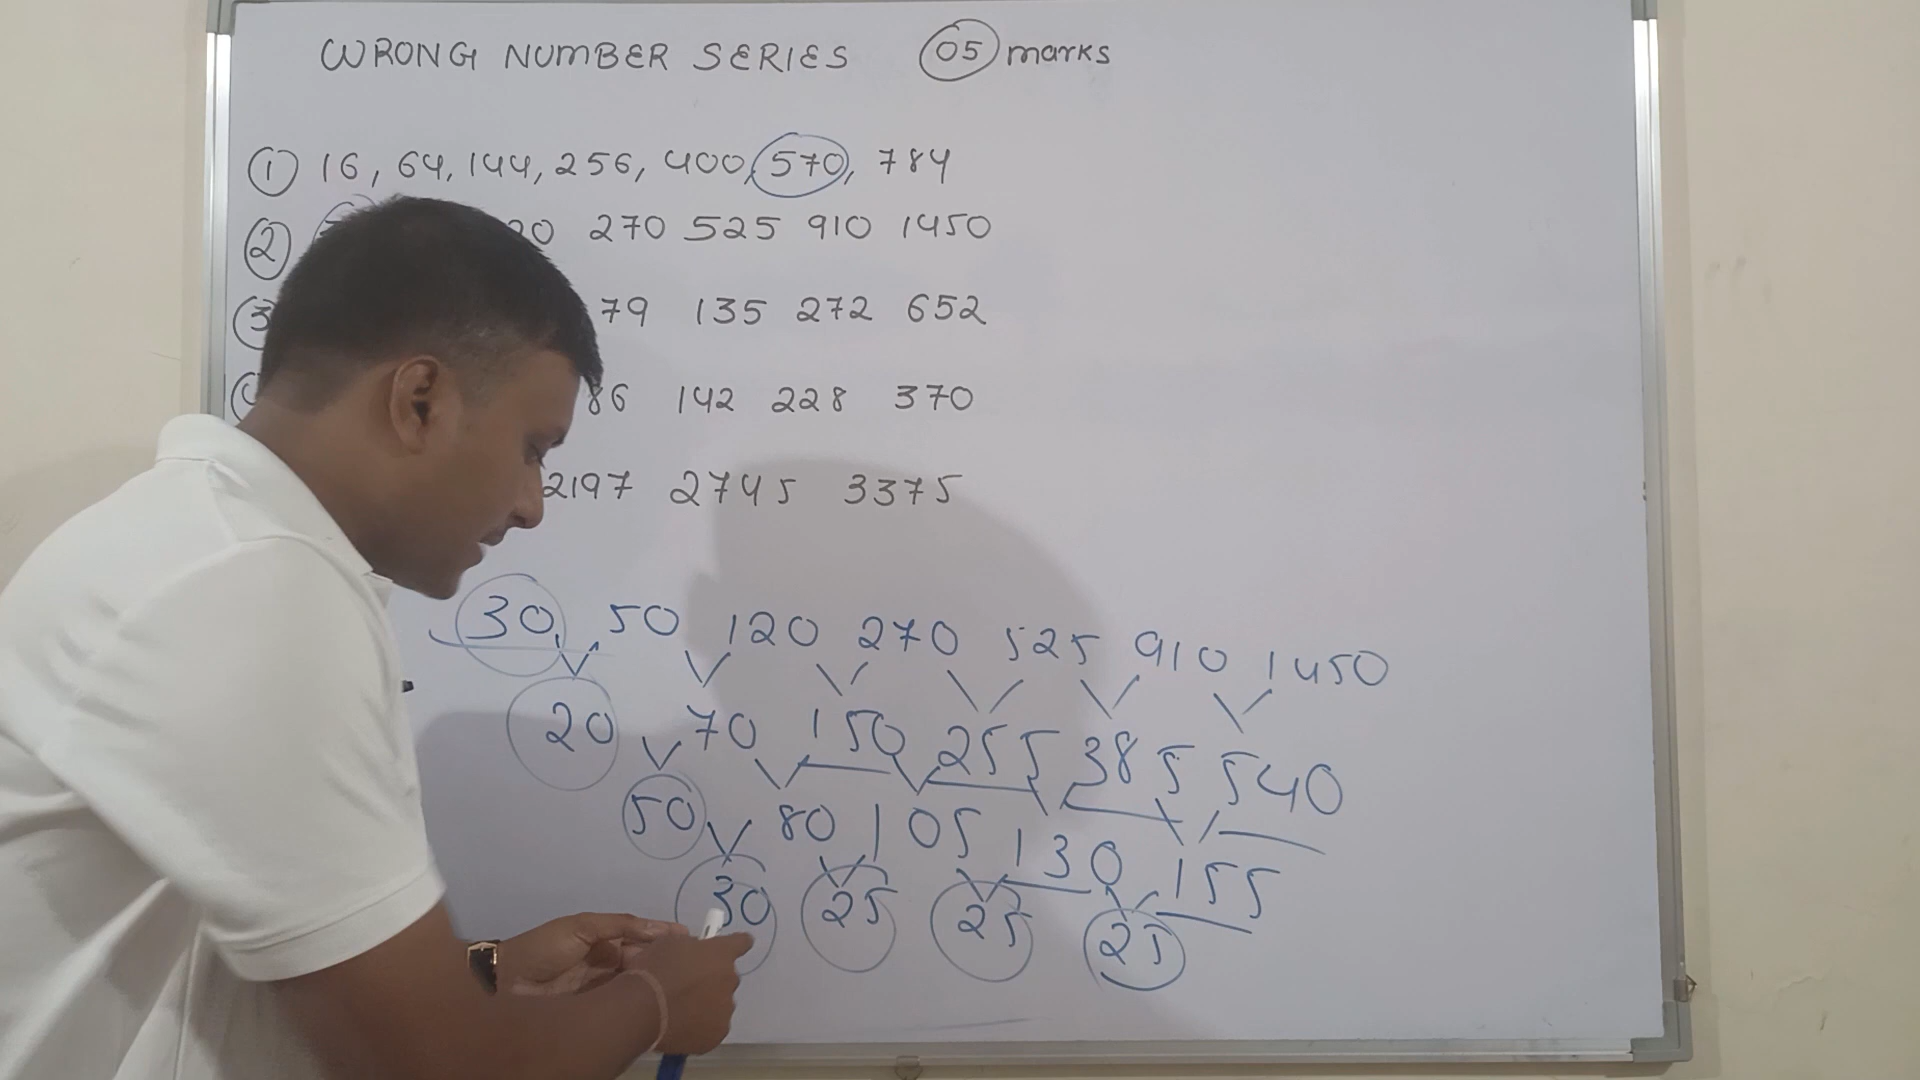 WRONG NUMBER SERIES 05 marks
1 16, 64, 144, 256, 400, 570, 784
2 270 525 910 1450
3 79 135 272 652
86 142 228 370
2197 2745 3375
30, 50 120 270 525 910 1450
20 70 150 255 385 540
50 80 105 130 155
30 25 25 25